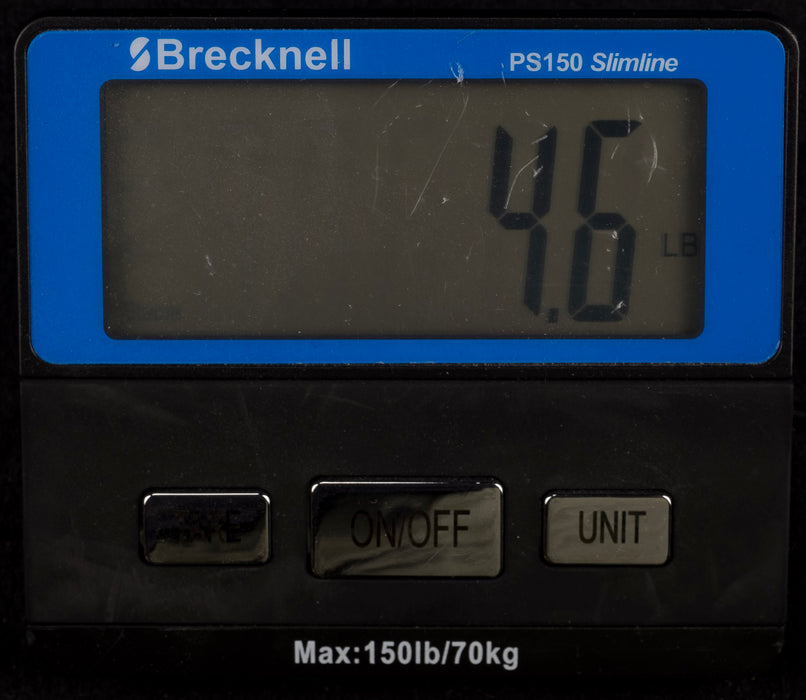 Brecknell
PS150 Slimline
4.6 LB
ON/OFF
UNIT
Max:150lb/70kg